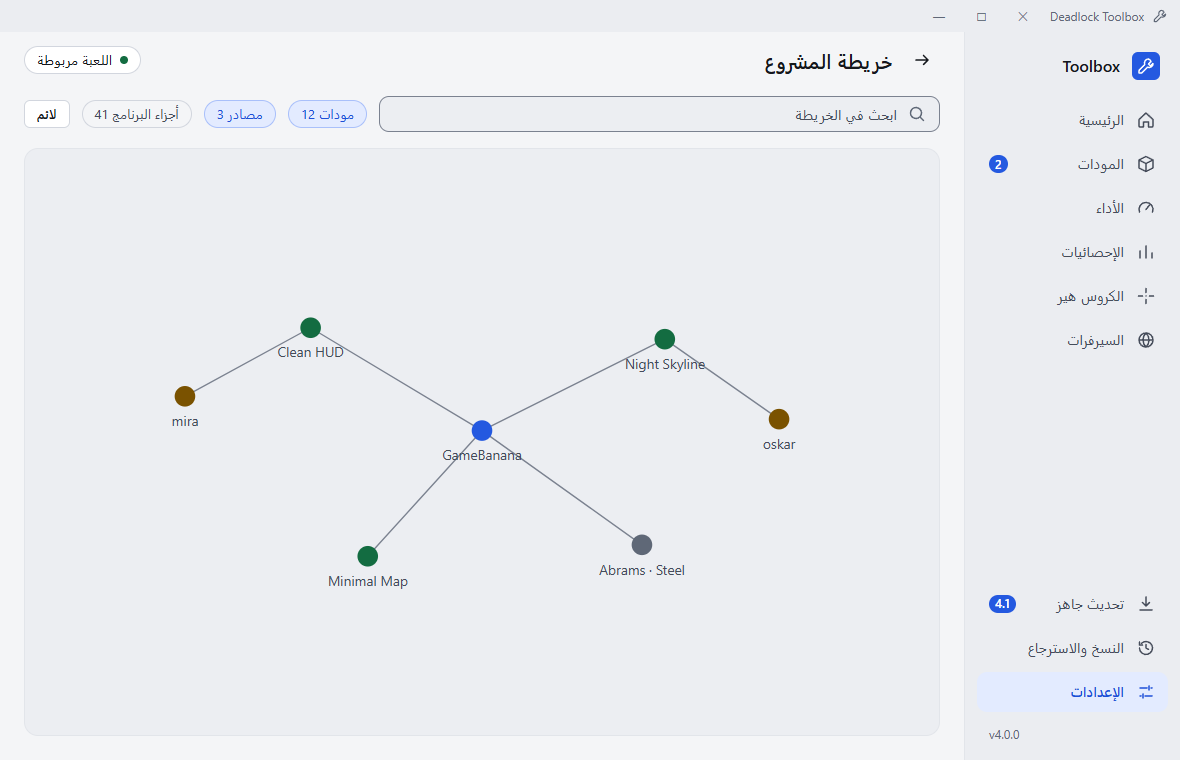 Deadlock Toolbox
Toolbox
الرئيسية
المودات
2
الأداء
الإحصائيات
الكروس هير
السيرفرات
تحديث جاهز
4.1
النسخ والاسترجاع
الإعدادات
v4.0.0
خريطة المشروع
اللعبة مربوطة
ابحث في الخريطة
مودات 12
مصادر 3
أجزاء البرنامج 41
لائم
Clean HUD
Night Skyline
mira
oskar
GameBanana
Minimal Map
Abrams · Steel